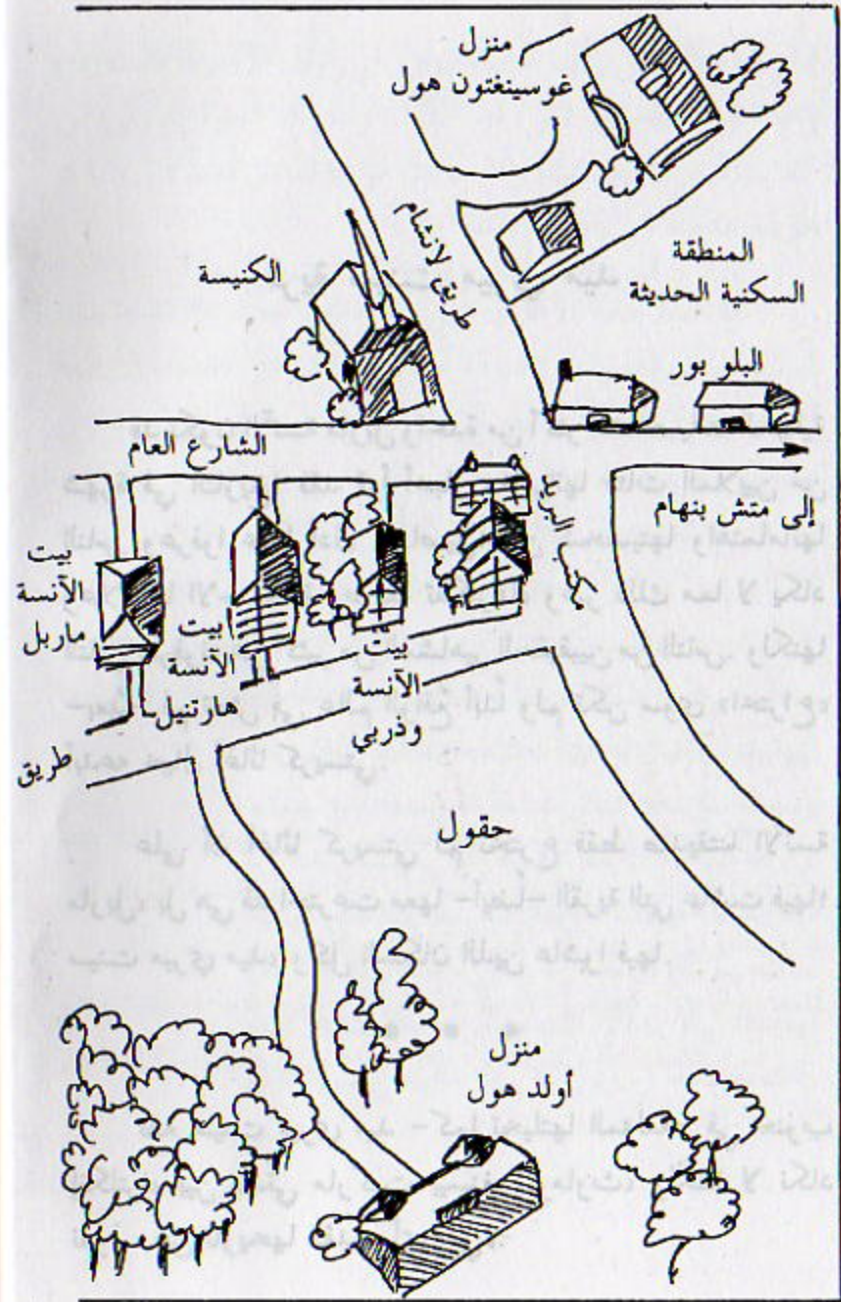 منزل
غوسينغتون هول
طريق لانشام
الكنيسة
المنطقة
السكنية الحديثة
البلو بور
الشارع العام
إلى متش بنهام
بيت
الآنسة
ماربل
بيت
الآنسة
هارتنيل
بيت
الآنسة
وذربي
طريق
حقول
منزل
أولد هول